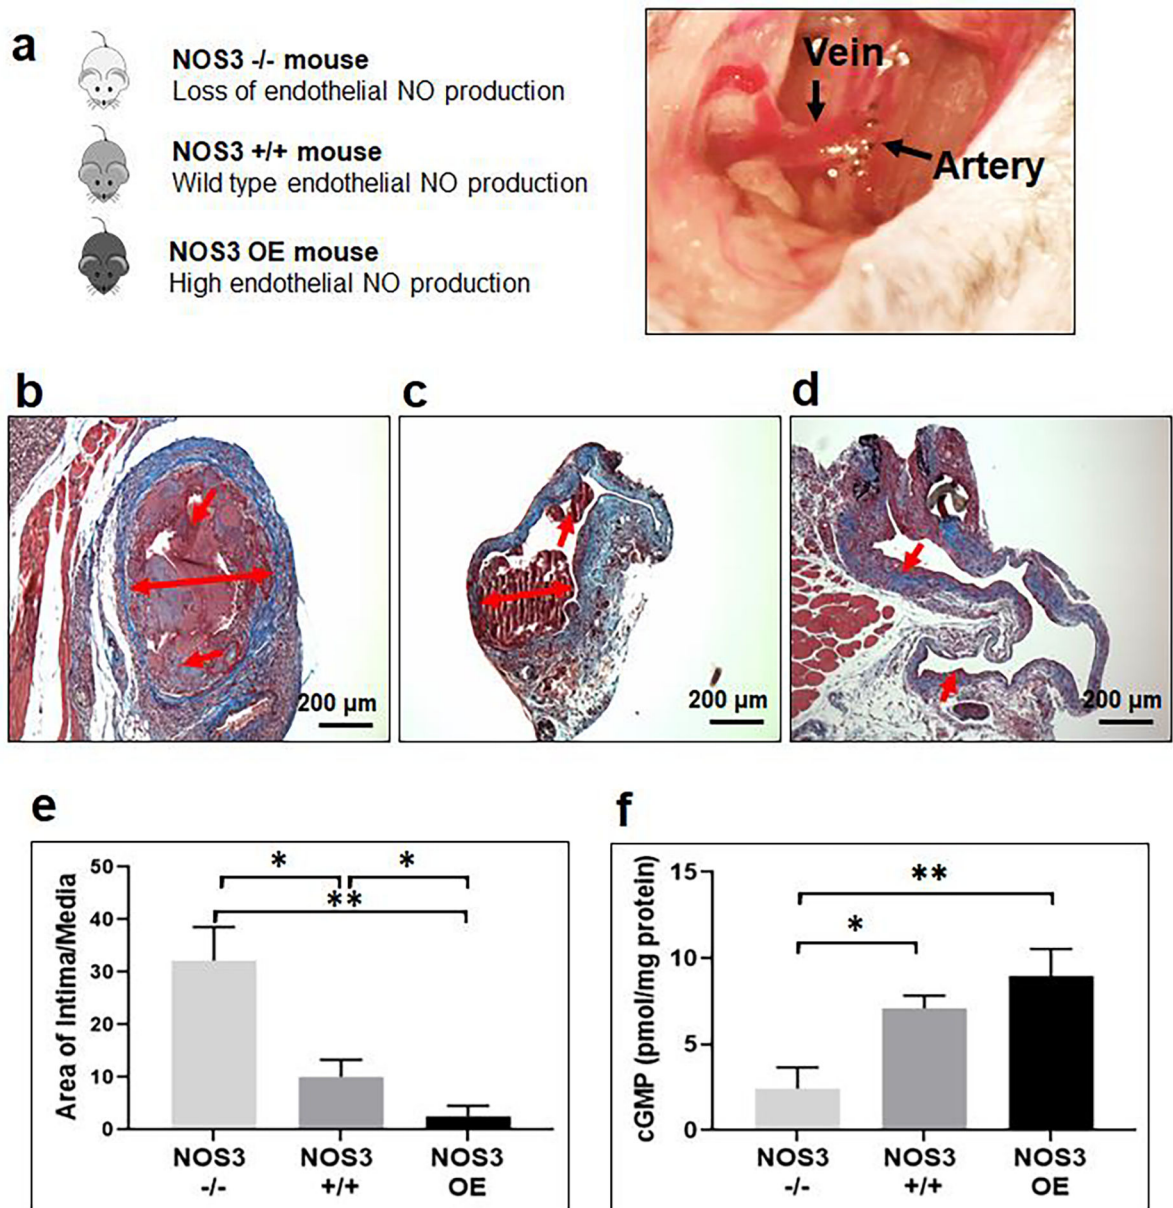 a
NOS3 -/- mouse
Loss of endothelial NO production
NOS3 +/+ mouse
Wild type endothelial NO production
NOS3 OE mouse
High endothelial NO production
Vein
Artery
b
c
d
200 µm
200 µm
200 µm
e
Area of Intima/Media
50
40
30
20
10
0
*
*
**
NOS3
-/-
NOS3
+/+
NOS3
OE
f
cGMP (pmol/mg protein)
15
10
5
0
**
*
NOS3
-/-
NOS3
+/+
NOS3
OE